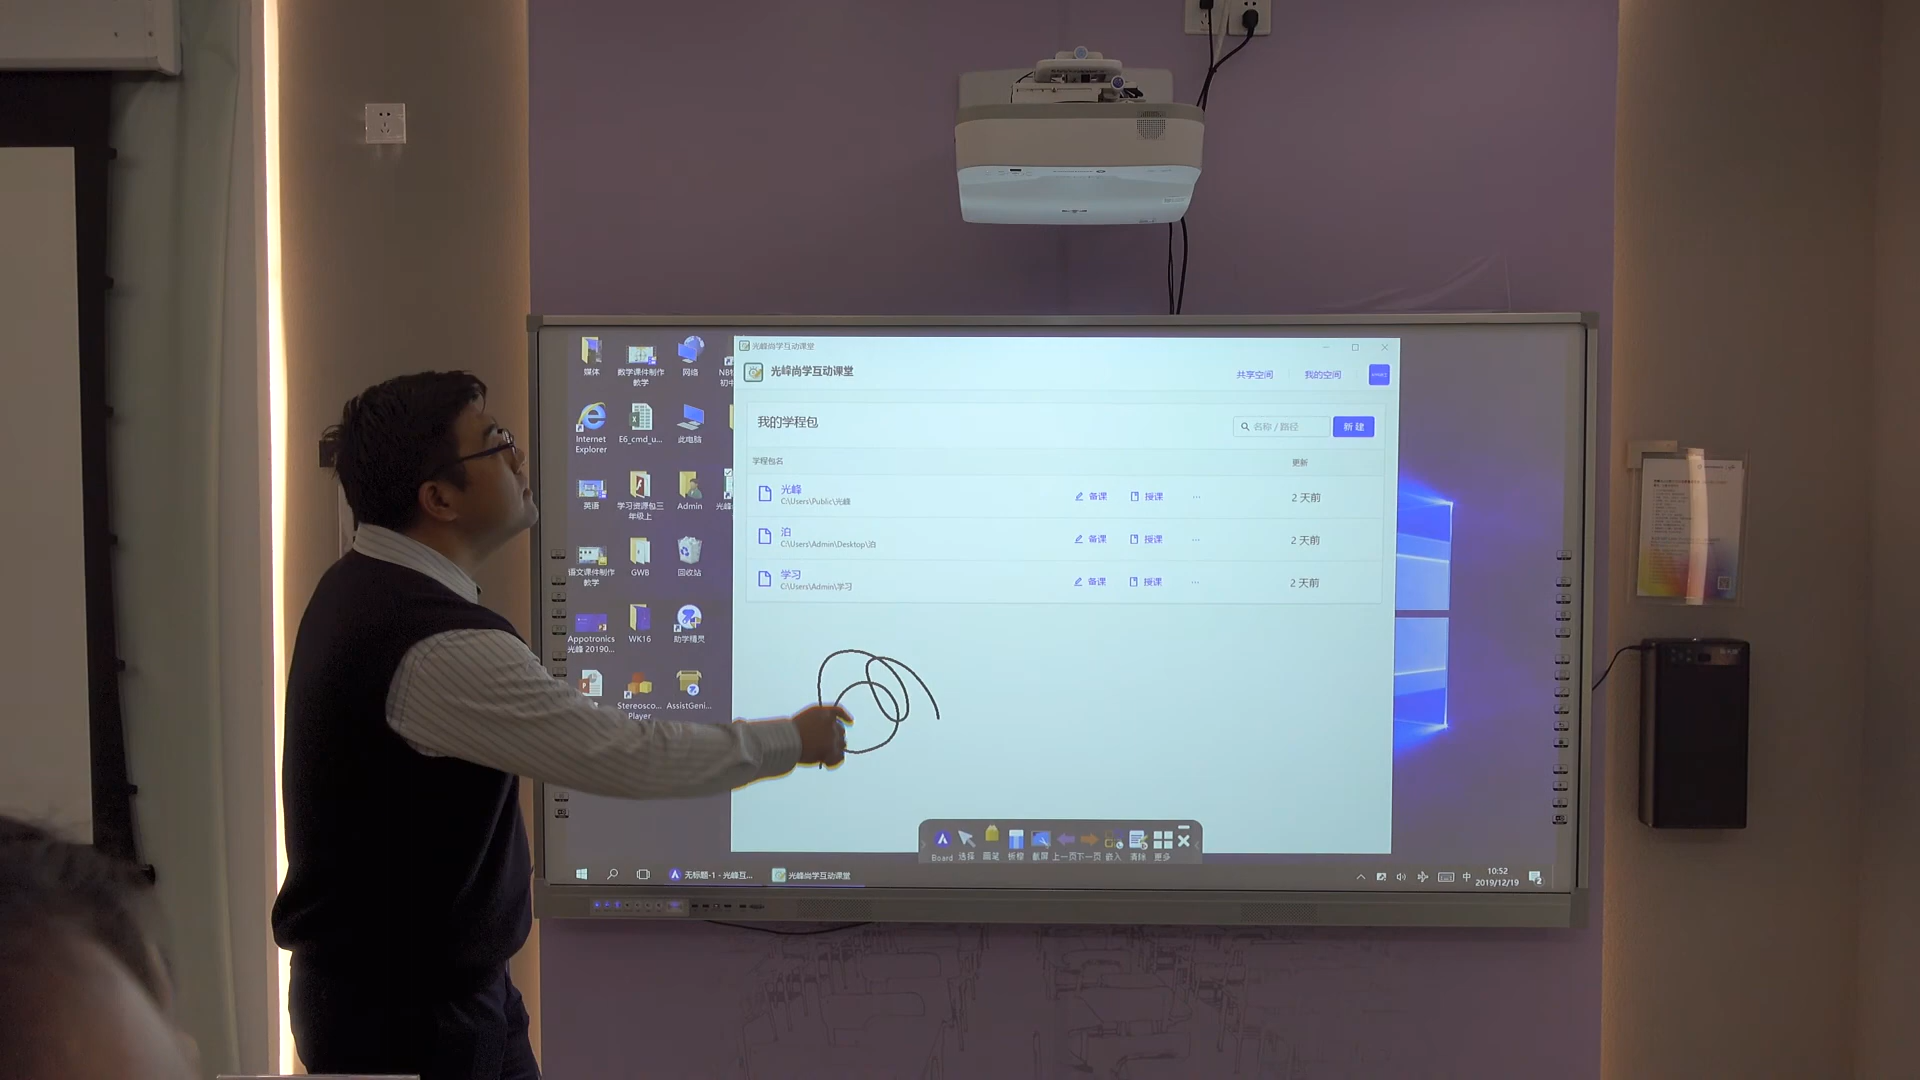 媒体
数学课件制作
教学
网络
Internet
Explorer
E6_cmd_u...
此电脑
英语
学习资源包三
年级上
Admin
语文课件制作
教学
GWB
回收站
Appotronics
光峰 20190...
WK16
助学精灵
Stereosco...
Player
AssistGeni...
光峰尚学互动课堂
光峰尚学互动课堂
共享空间
我的空间
我的学程包
名称 / 路径
新 建
学程包名
更新
光峰
C:\Users\Public\光峰
备课
授课
2 天前
泊
C:\Users\Admin\Desktop\泊
备课
授课
2 天前
学习
C:\Users\Admin\学习
备课
授课
2 天前
Board
选择
画笔
板擦
截屏
上一页
下一页
嵌入
清除
更多
无标题-1 - 光峰互...
光峰尚学互动课堂
中
10:52
2019/12/19
2